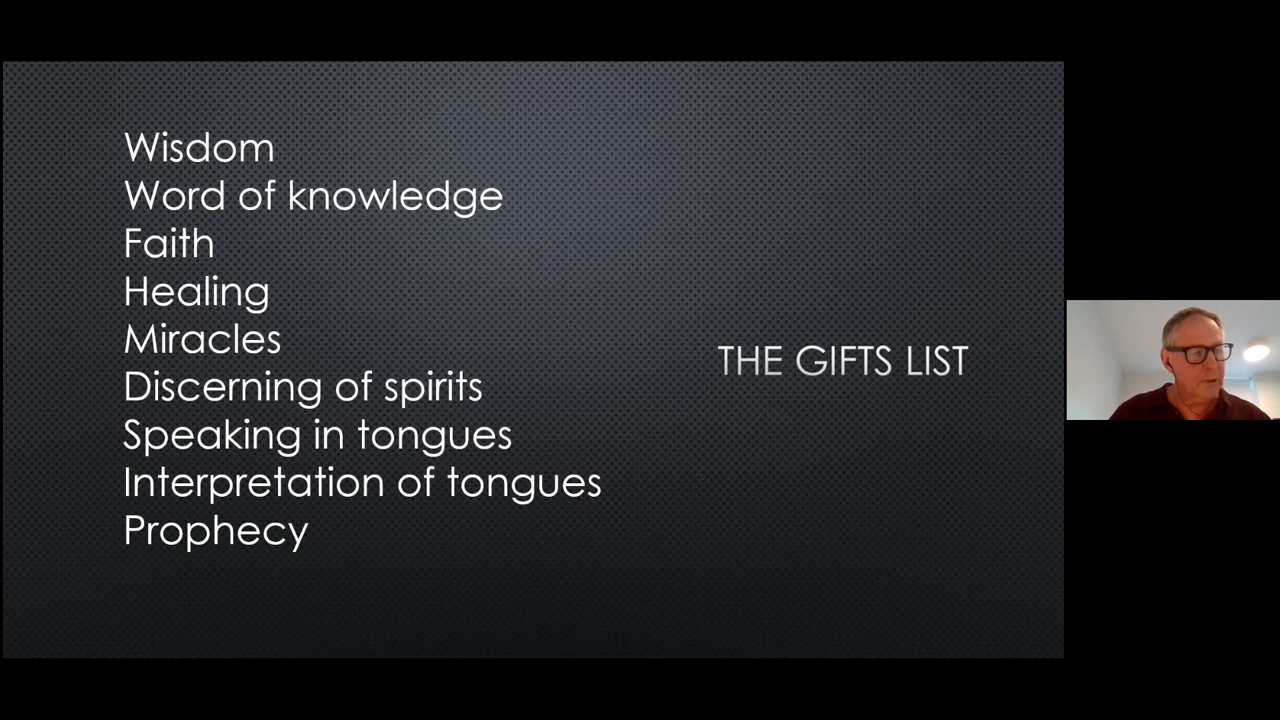 Wisdom
Word of knowledge
Faith
Healing
Miracles
Discerning of spirits
Speaking in tongues
Interpretation of tongues
Prophecy
THE GIFTS LIST